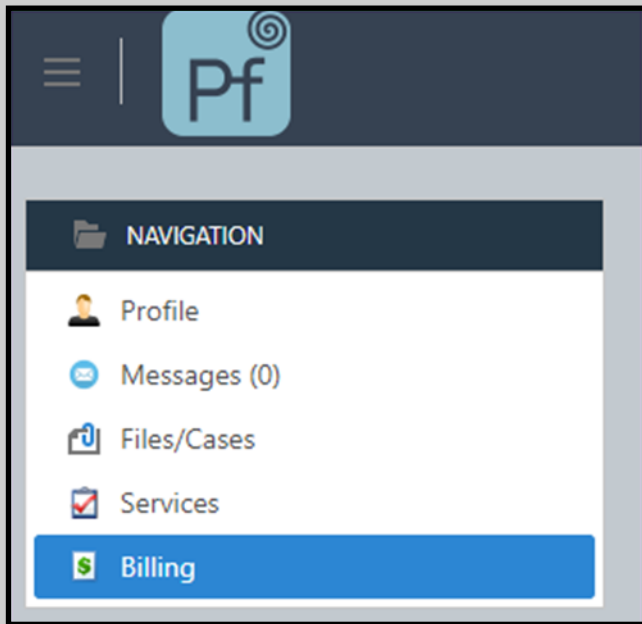 Pf
NAVIGATION
Profile
Messages (0)
Files/Cases
Services
Billing